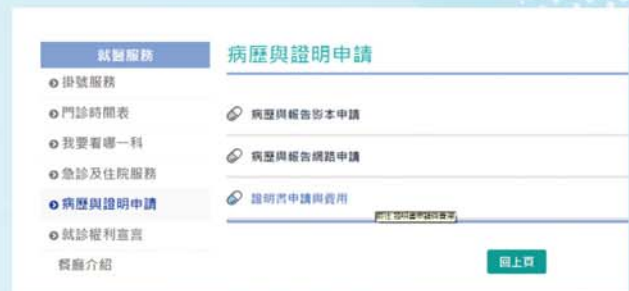 就醫服務
掛號服務
門診時間表
我要看哪一科
急診及住院服務
病歷與證明申請
就診權利宣言
餐廳介紹
病歷與證明申請
病歷與報告影本申請
病歷與報告網路申請
證明書申請與費用
回上頁